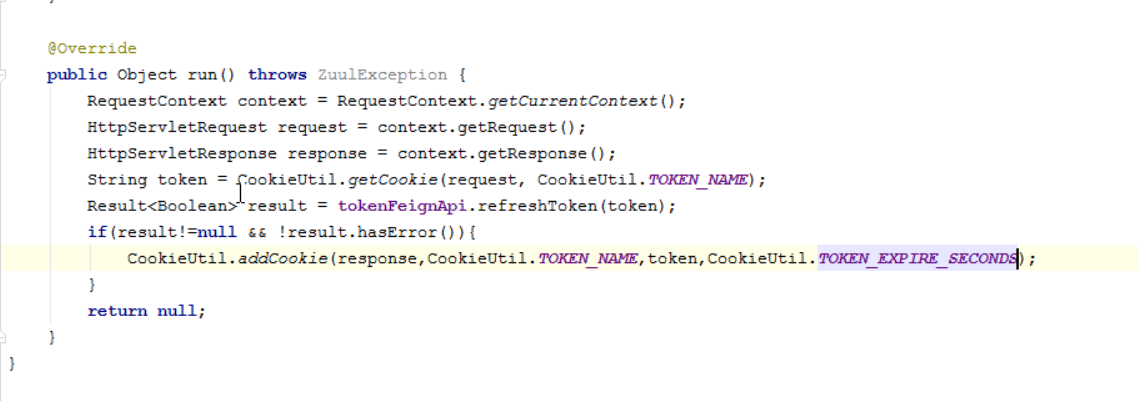 @Override
public Object run() throws ZuulException {
RequestContext context = RequestContext.getCurrentContext();
HttpServletRequest request = context.getRequest();
HttpServletResponse response = context.getResponse();
String token = CookieUtil.getCookie(request, CookieUtil.TOKEN_NAME);
Result<Boolean> result = tokenFeignApi.refreshToken(token);
if(result!=null && !result.hasError()){
CookieUtil.addCookie(response,CookieUtil.TOKEN_NAME,token,CookieUtil.TOKEN_EXPIRE_SECONDS);
}
return null;
}
}